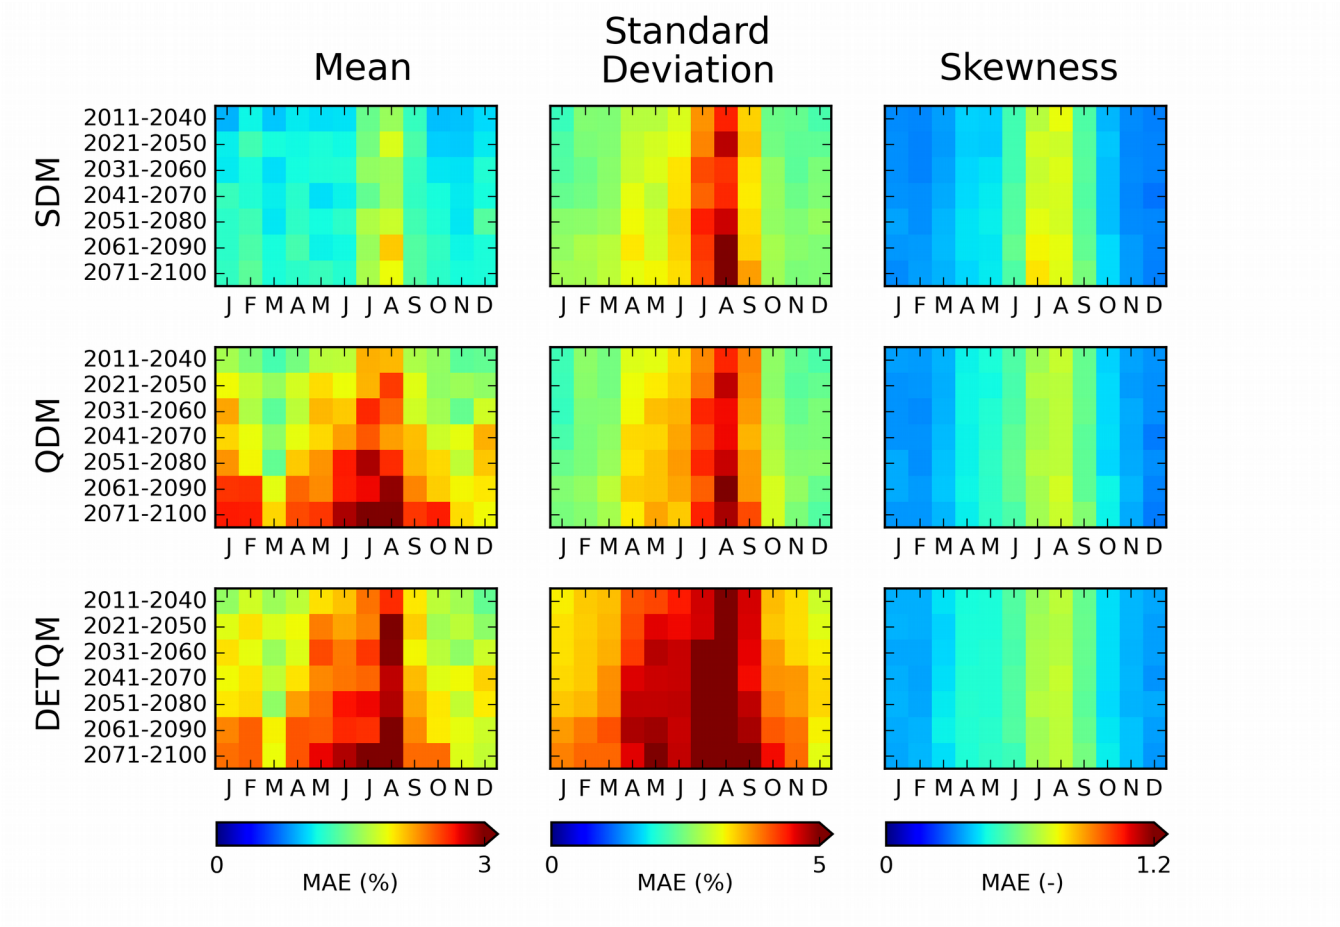 Mean
Standard
Deviation
Skewness
SDM
2011-2040
2021-2050
2031-2060
2041-2070
2051-2080
2061-2090
2071-2100
J F M A M J J A S O N D
J F M A M J J A S O N D
J F M A M J J A S O N D
QDM
2011-2040
2021-2050
2031-2060
2041-2070
2051-2080
2061-2090
2071-2100
J F M A M J J A S O N D
J F M A M J J A S O N D
J F M A M J J A S O N D
DETQM
2011-2040
2021-2050
2031-2060
2041-2070
2051-2080
2061-2090
2071-2100
J F M A M J J A S O N D
J F M A M J J A S O N D
J F M A M J J A S O N D
0 3
MAE (%)
0 5
MAE (%)
0 1.2
MAE (-)